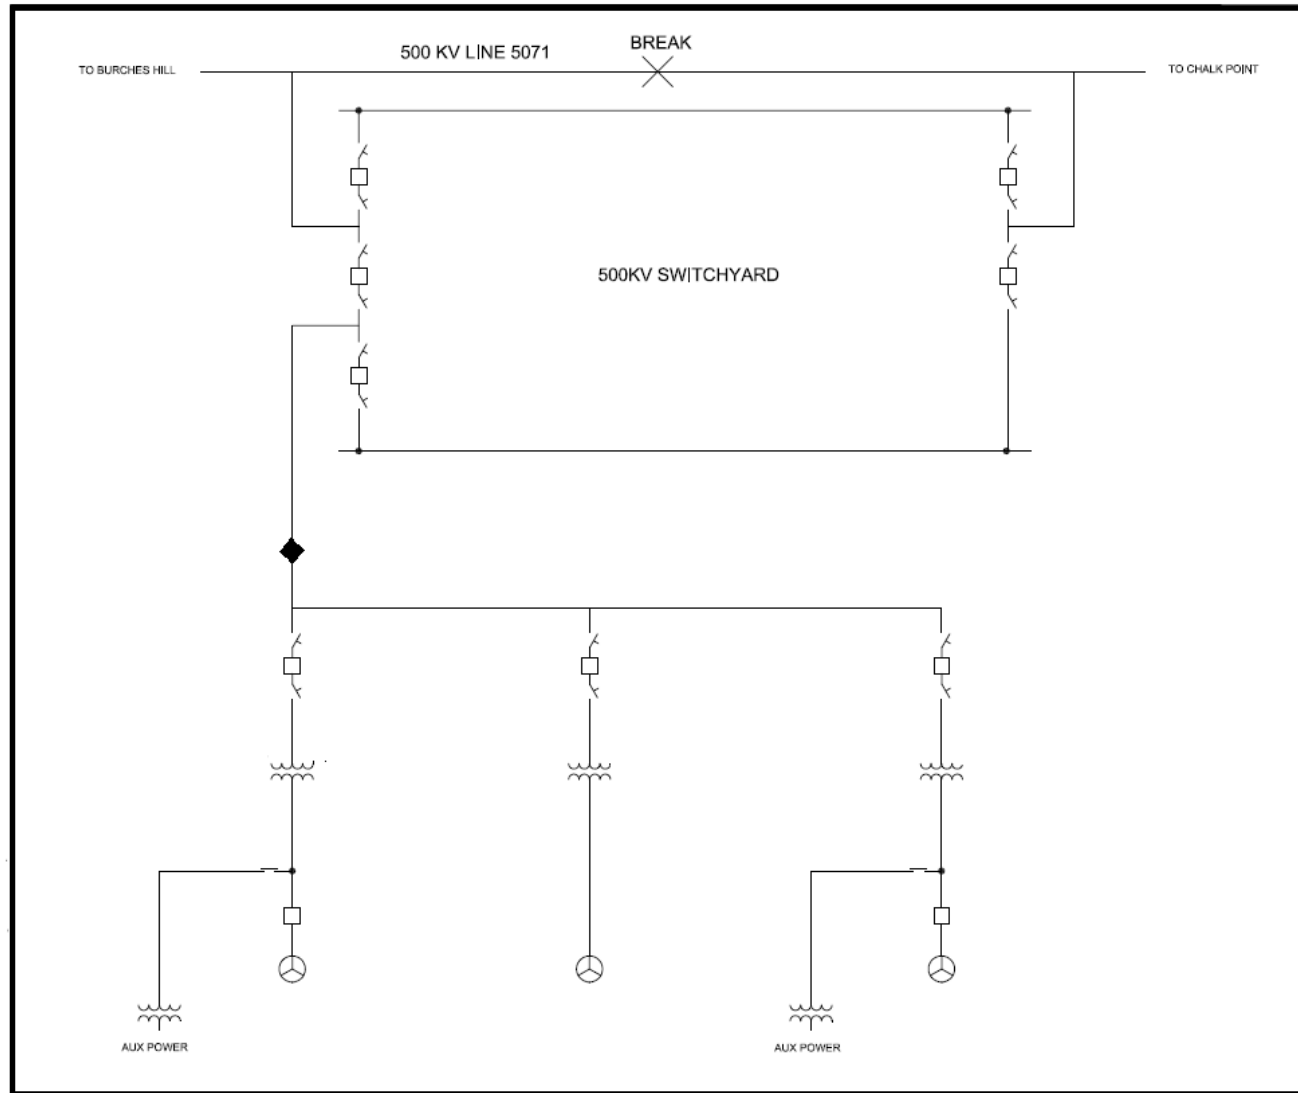 500 KV LINE 5071
BREAK
TO BURCHES HILL
TO CHALK POINT
500KV SWITCHYARD
AUX POWER
AUX POWER